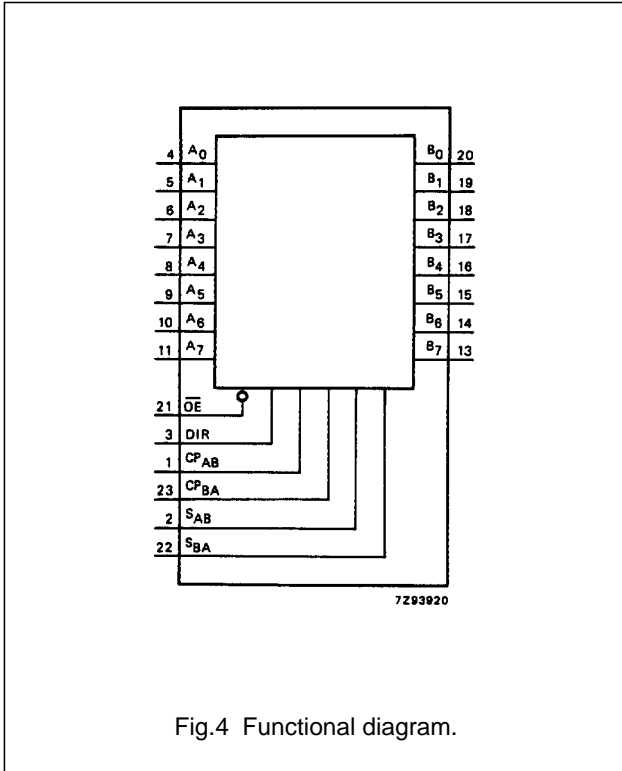 4 A0 B0 20
5 A1 B1 19
6 A2 B2 18
7 A3 B3 17
8 A4 B4 16
9 A5 B5 15
10 A6 B6 14
11 A7 B7 13
21 O̅E̅
3 DIR
1 CPAB
23 CPBA
2 SAB
22 SBA
7Z93920
Fig.4 Functional diagram.